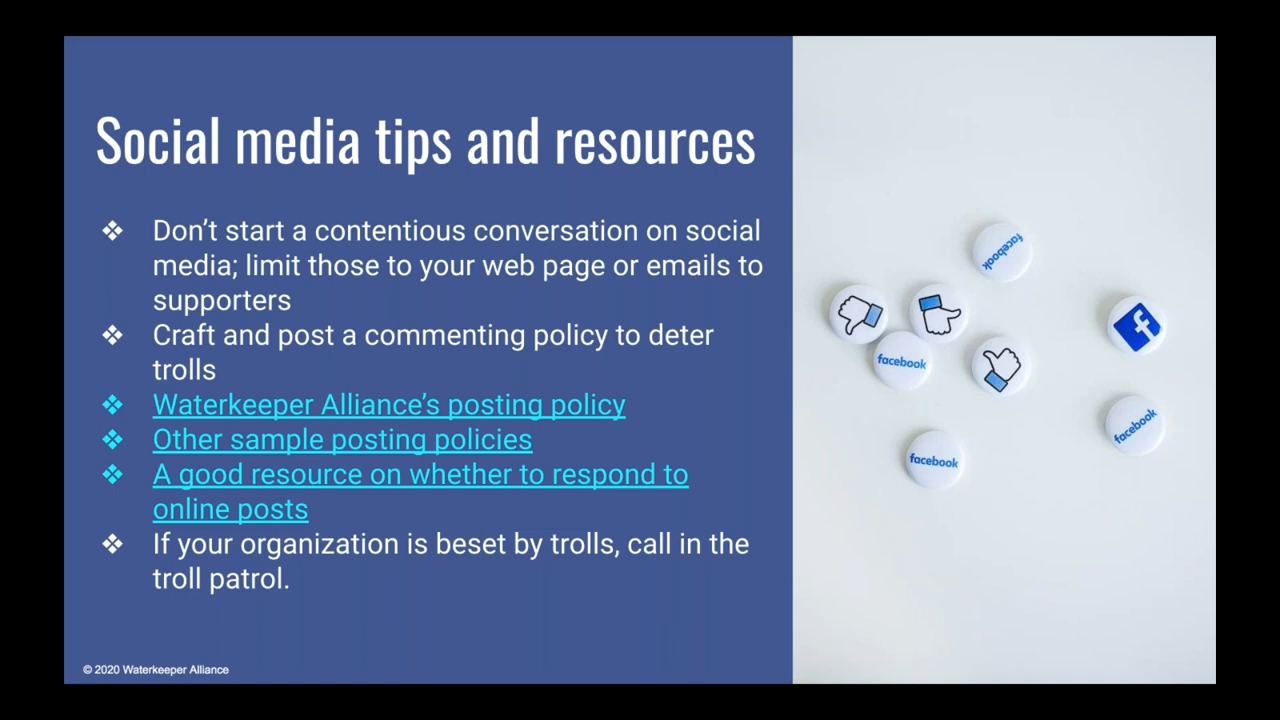 Social media tips and resources
❖ Don’t start a contentious conversation on social
media; limit those to your web page or emails to
supporters
❖ Craft and post a commenting policy to deter
trolls
❖ Waterkeeper Alliance’s posting policy
❖ Other sample posting policies
❖ A good resource on whether to respond to
online posts
❖ If your organization is beset by trolls, call in the
troll patrol.
© 2020 Waterkeeper Alliance
facebook
facebook
facebook
facebook